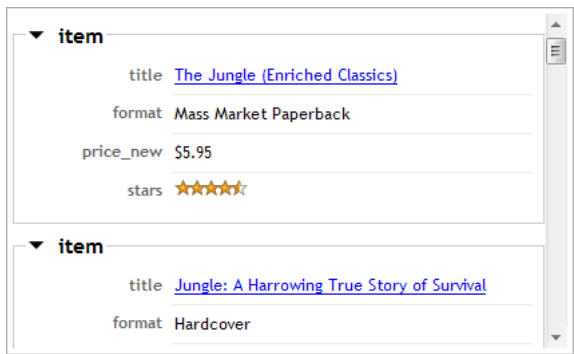 item
title The Jungle (Enriched Classics)
format Mass Market Paperback
price_new $5.95
stars
item
title Jungle: A Harrowing True Story of Survival
format Hardcover